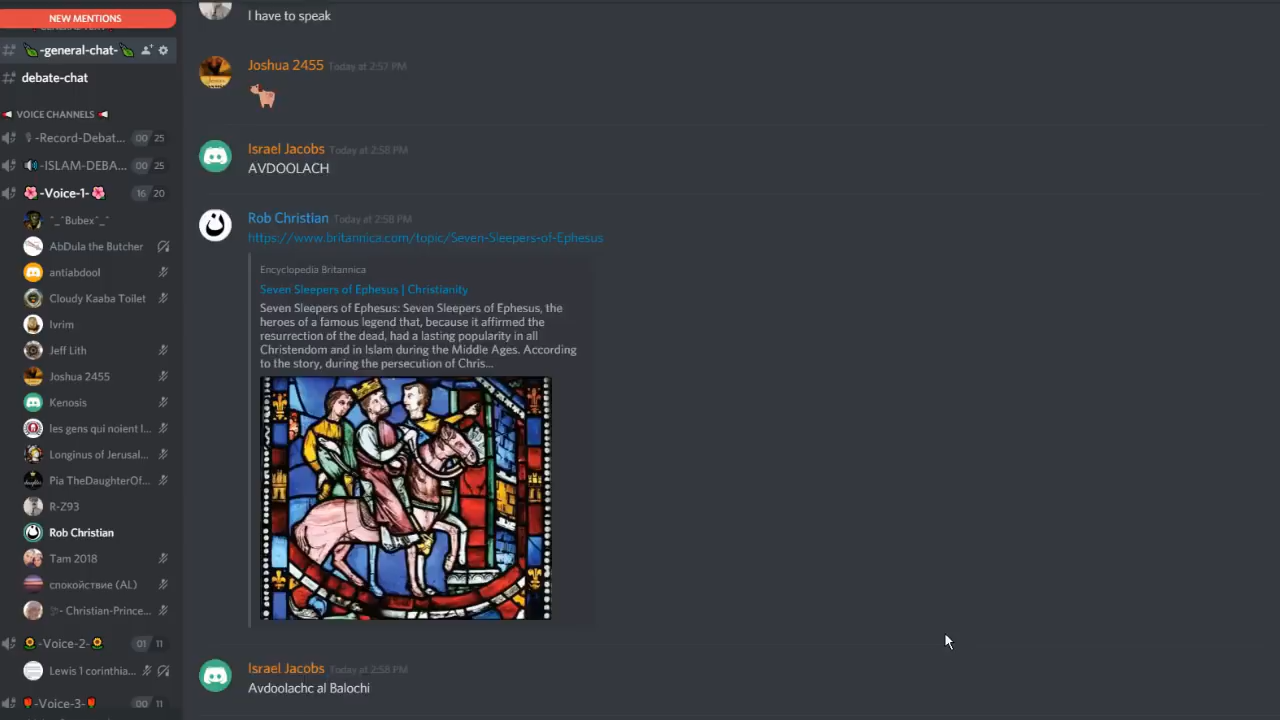 NEW MENTIONS
# -general-chat-
# debate-chat
VOICE CHANNELS
-Record-Debat... 00 25
-ISLAM-DEBA... 00 25
-Voice-1- 16 20
^_^Bubex^_^
AbDula the Butcher
antiabdool
Cloudy Kaaba Toilet
Ivrim
Jeff Lith
Joshua 2455
Kenosis
les gens qui noient l...
Longinus of Jerusal...
Pia TheDaughterOf...
R-Z93
Rob Christian
Tam 2018
спокойствие (AL)
- Christian-Prince...
-Voice-2- 01 11
Lewis 1 corinthia...
-Voice-3- 00 11
I have to speak
Joshua 2455 Today at 2:57 PM
Israel Jacobs Today at 2:58 PM
AVDOOLACH
Rob Christian Today at 2:58 PM
https://www.britannica.com/topic/Seven-Sleepers-of-Ephesus
Encyclopedia Britannica
Seven Sleepers of Ephesus | Christianity
Seven Sleepers of Ephesus: Seven Sleepers of Ephesus, the
heroes of a famous legend that, because it affirmed the
resurrection of the dead, had a lasting popularity in all
Christendom and in Islam during the Middle Ages. According
to the story, during the persecution of Chris...
Israel Jacobs Today at 2:58 PM
Avdoolachc al Balochi